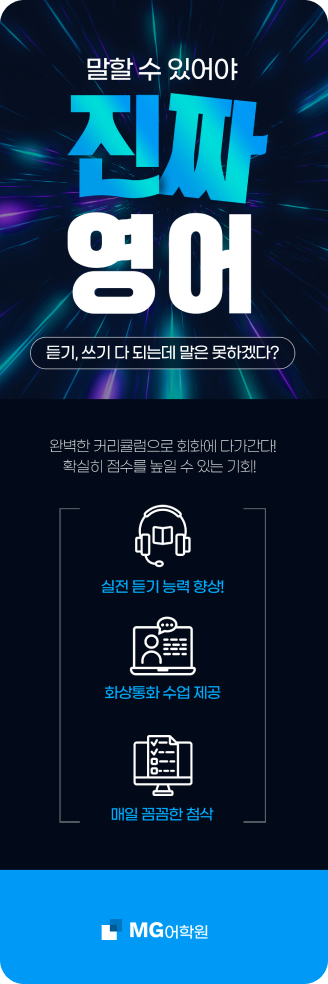 말할 수 있어야
진짜
영어
듣기, 쓰기 다 되는데 말은 못하겠다?
완벽한 커리큘럼으로 회화에 다가간다!
확실히 점수를 높일 수 있는 기회!
실전 듣기 능력 향상!
화상통화 수업 제공
매일 꼼꼼한 첨삭
MG어학원